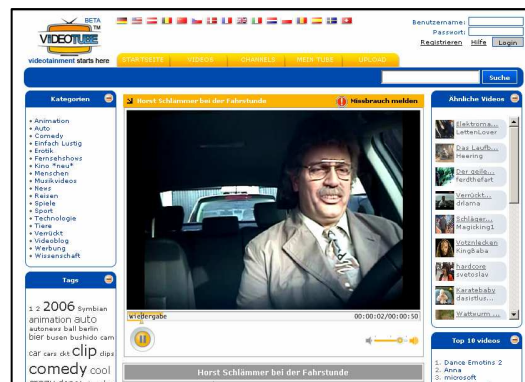 BETA
TM
VIDEOTUBE
videotainment starts here
Benutzername:
Passwort:
Registrieren Hilfe Login
STARTSEITE VIDEOS CHANNELS MEIN TUBE UPLOAD
Suche
Kategorien
Animation
Auto
Comedy
Einfach Lustig
Erotik
Fernsehshows
Kino *neu*
Menschen
Musikvideos
News
Reisen
Spiele
Sport
Technologie
Tiere
Verrückt
Videoblog
Werbung
Wissenschaft
Tags
1 2 2006 Symbian
animation auto
autonews ball berlin
bier busen bushido cam
car cars ckt clip clips
comedy cool
Horst Schlämmer bei der Fahrstunde
Missbrauch melden
wiedergabe 00:00:02/00:00:50
Horst Schlämmer bei der Fahrstunde
Ähnliche Videos
Elektroma...
LettenLover
Das Laufb...
Heering
Der geile...
ferdthefart
Verrückt...
drlama
Schläger...
Magicking1
Votznlecken
KingBaba
hardcore
svetoslav
Karatebaby
dasistlus...
Wattwurm ...
Top 10 videos
1. Dance Emotins 2
2. Anna
3. microsoft